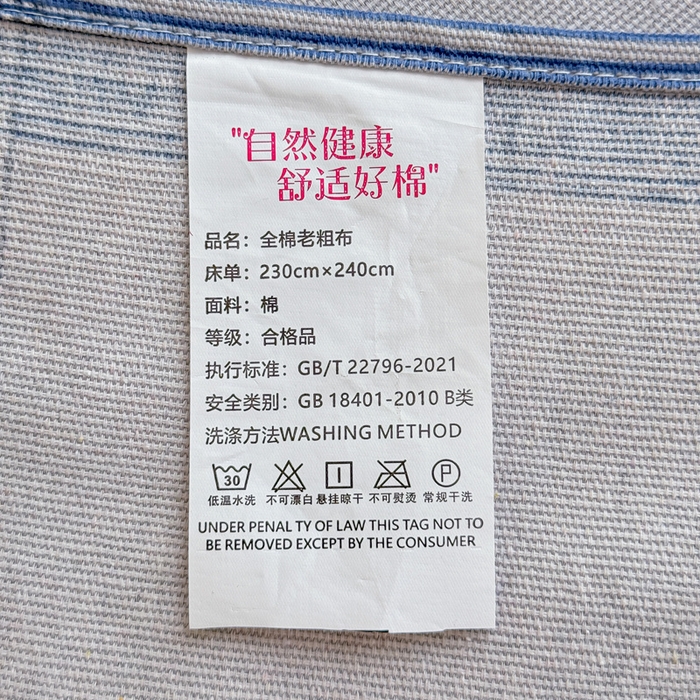 "自然健康
舒适好棉"
品名：全棉老粗布
床单：230cm×240cm
面料：棉
等级：合格品
执行标准：GB/T 22796-2021
安全类别：GB 18401-2010 B类
洗涤方法WASHING METHOD
30 P
低温水洗 不可漂白 悬挂晾干 不可熨烫 常规干洗
UNDER PENAL TY OF LAW THIS TAG NOT TO
BE REMOVED EXCEPT BY THE CONSUMER